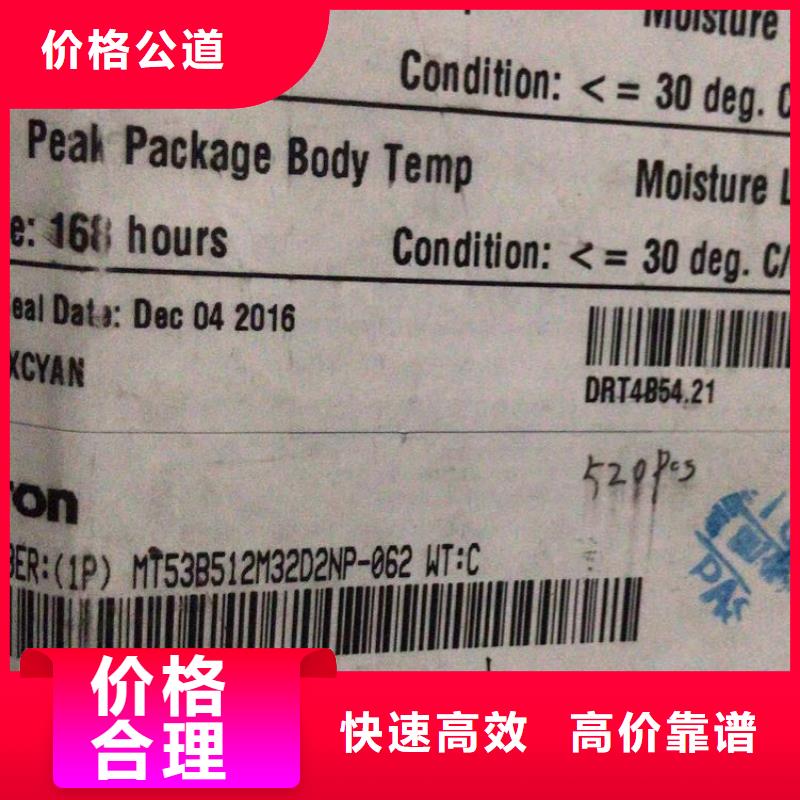 价格公道
Moisture
Condition: <= 30 deg. C
Peak Package Body Temp
Moisture L
e: 168 hours
Condition: <= 30 deg. C/
eal Date: Dec 04 2016
XCYAN
DRT4B54.21
520pcs
ron
BER:(1P) MT53B512M32D2NP-062 WT:C
PAS
价格
合理
快速高效 高价靠谱